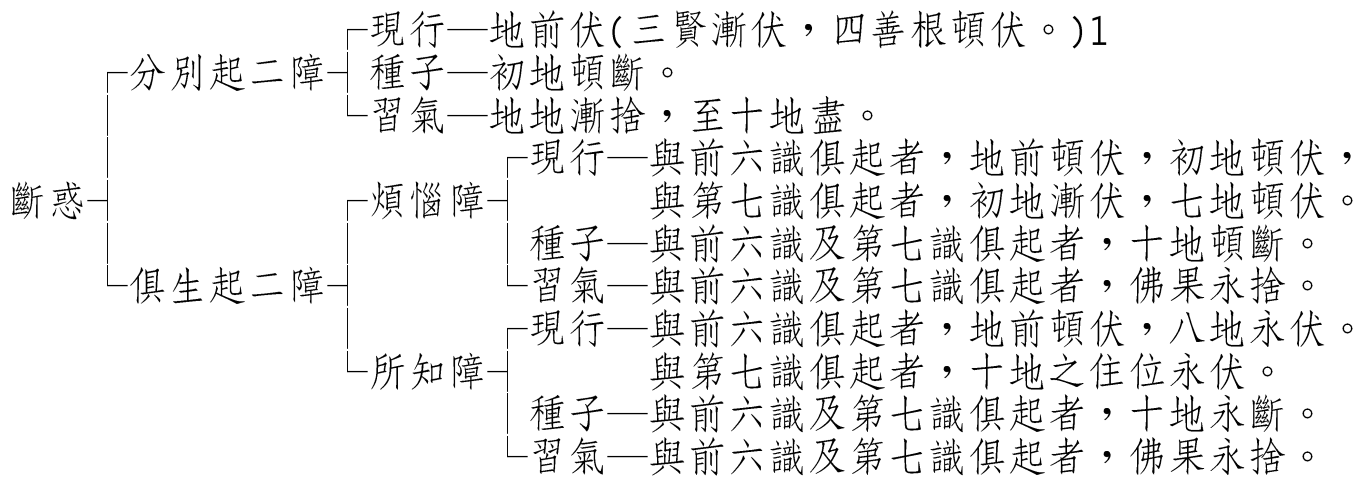 現行—地前伏(三賢漸伏，四善根頓伏。)1
分別起二障 種子—初地頓斷。
習氣—地地漸捨，至十地盡。
現行—與前六識俱起者，地前頓伏，初地頓伏，
斷惑 煩惱障 與第七識俱起者，初地漸伏，七地頓伏。
種子—與前六識及第七識俱起者，十地頓斷。
俱生起二障 習氣—與前六識及第七識俱起者，佛果永捨。
現行—與前六識俱起者，地前頓伏，八地永伏。
所知障 與第七識俱起者，十地之住位永伏。
種子—與前六識及第七識俱起者，十地永斷。
習氣—與前六識及第七識俱起者，佛果永捨。